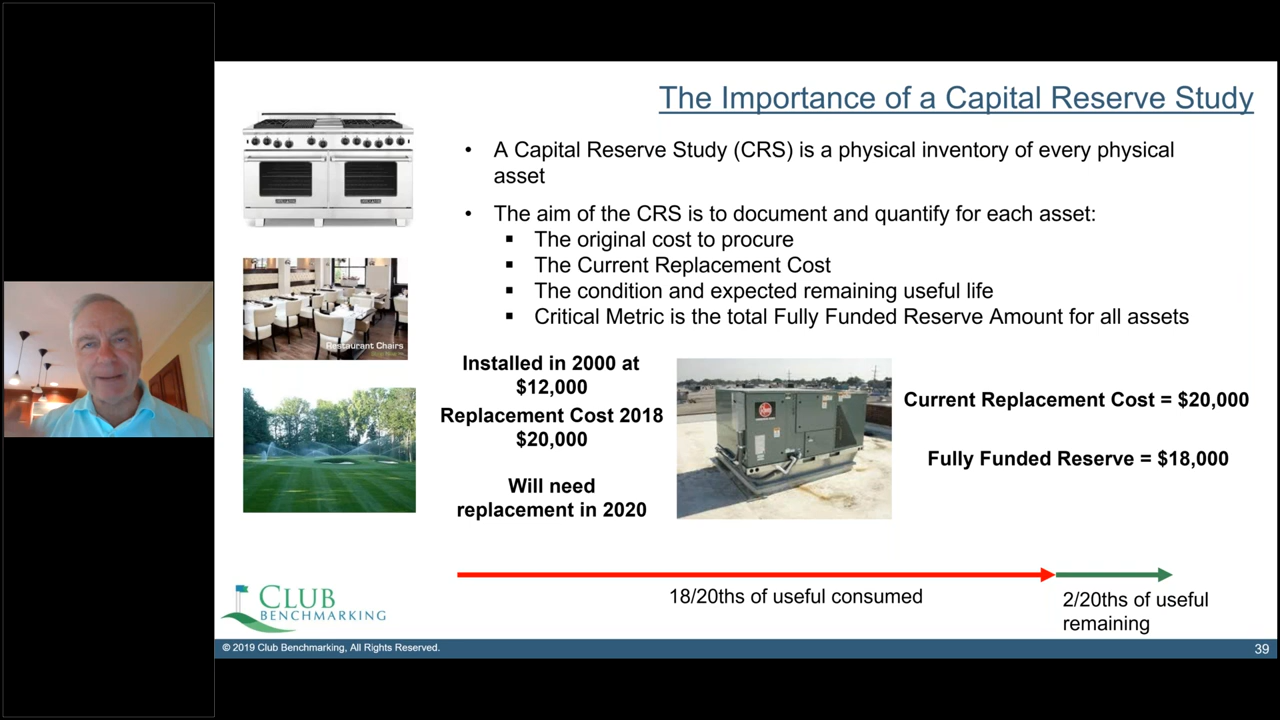 The Importance of a Capital Reserve Study
• A Capital Reserve Study (CRS) is a physical inventory of every physical
asset
• The aim of the CRS is to document and quantify for each asset:
▪ The original cost to procure
▪ The Current Replacement Cost
▪ The condition and expected remaining useful life
▪ Critical Metric is the total Fully Funded Reserve Amount for all assets
Restaurant Chairs
Installed in 2000 at
$12,000
Replacement Cost 2018
$20,000
Will need
replacement in 2020
Current Replacement Cost = $20,000
Fully Funded Reserve = $18,000
18/20ths of useful consumed
2/20ths of useful
remaining
CLUB
BENCHMARKING
© 2019 Club Benchmarking, All Rights Reserved.
39